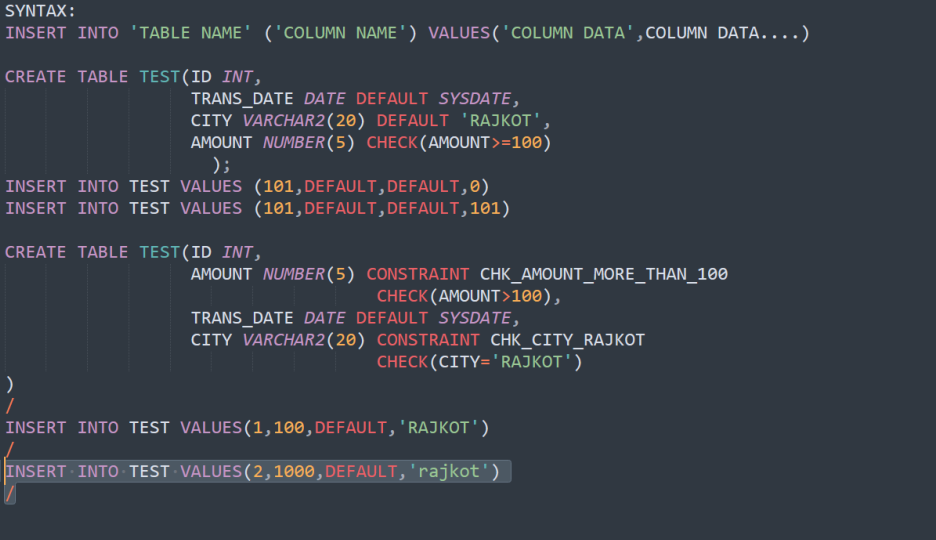 SYNTAX:
INSERT INTO 'TABLE NAME' ('COLUMN NAME') VALUES('COLUMN DATA',COLUMN DATA....)
CREATE TABLE TEST(ID INT,
TRANS_DATE DATE DEFAULT SYSDATE,
CITY VARCHAR2(20) DEFAULT 'RAJKOT',
AMOUNT NUMBER(5) CHECK(AMOUNT>=100)
);
INSERT INTO TEST VALUES (101,DEFAULT,DEFAULT,0)
INSERT INTO TEST VALUES (101,DEFAULT,DEFAULT,101)
CREATE TABLE TEST(ID INT,
AMOUNT NUMBER(5) CONSTRAINT CHK_AMOUNT_MORE_THAN_100
CHECK(AMOUNT>100),
TRANS_DATE DATE DEFAULT SYSDATE,
CITY VARCHAR2(20) CONSTRAINT CHK_CITY_RAJKOT
CHECK(CITY='RAJKOT')
)
/
INSERT INTO TEST VALUES(1,100,DEFAULT,'RAJKOT')
/
INSERT INTO TEST VALUES(2,1000,DEFAULT,'rajkot')
/